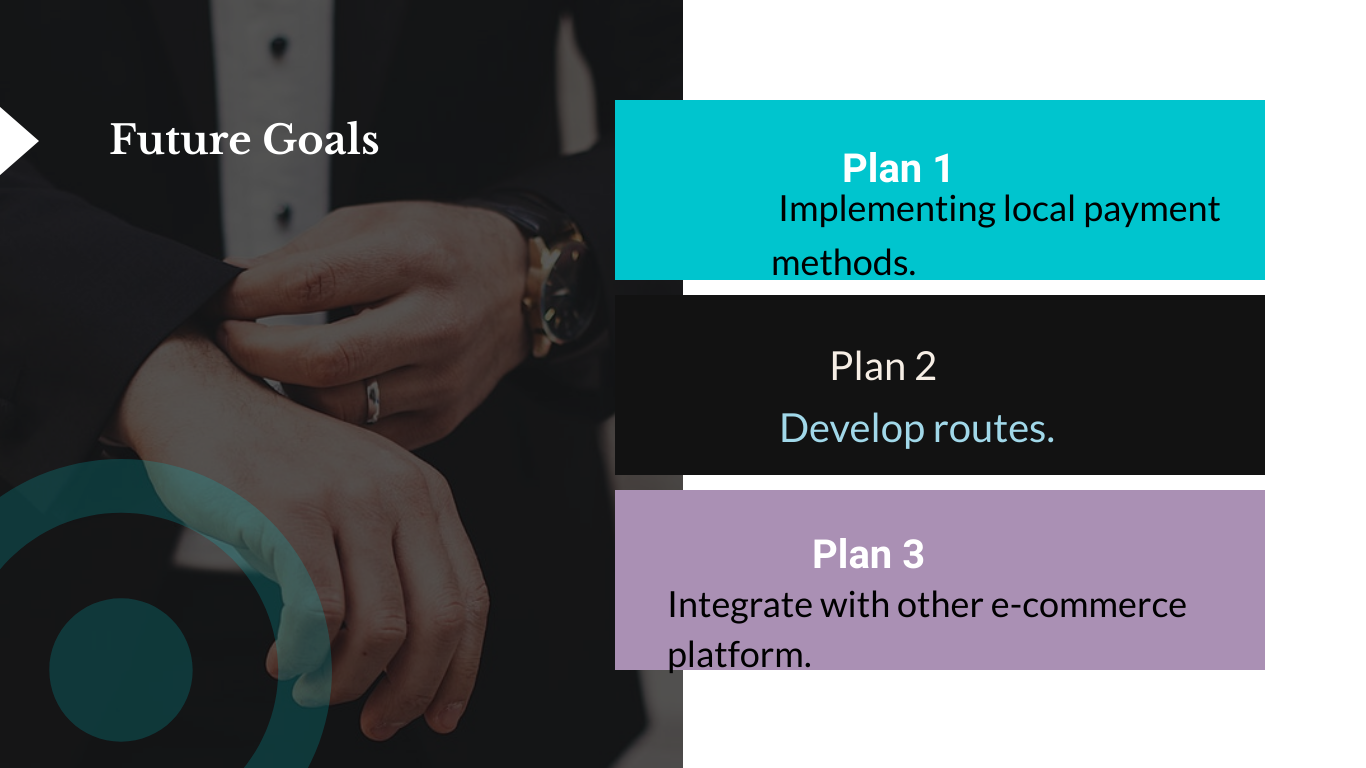 Future Goals
Plan 1
Implementing local payment
methods.
Plan 2
Develop routes.
Plan 3
Integrate with other e-commerce
platform.